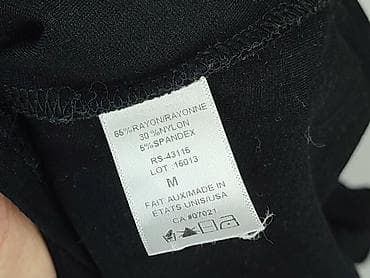 65%RAYON/RAYONNE
30 %NYLON
5%SPANDEX
RS-43115
LOT 16013
M
FAIT AUX/MADE IN
ETATS UNIS/USA
CA #07021